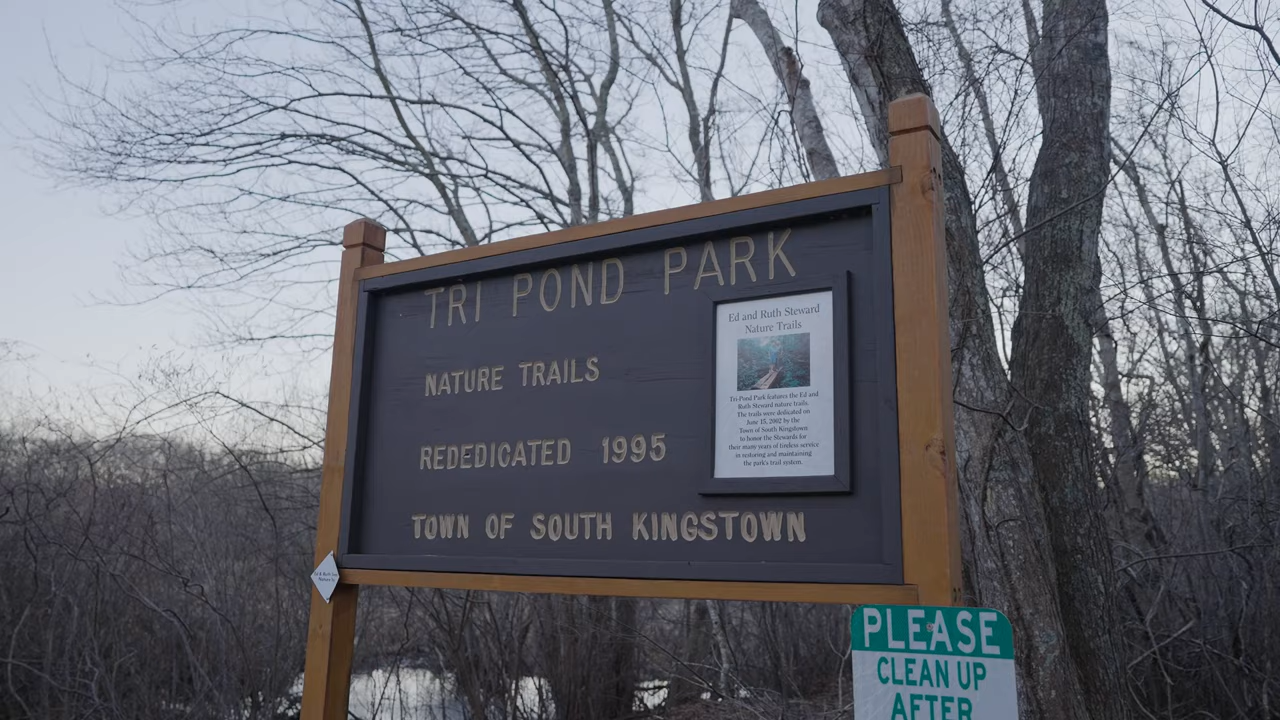 TRI POND PARK
NATURE TRAILS
REDEDICATED 1995
TOWN OF SOUTH KINGSTOWN
Ed and Ruth Steward
Nature Trails
Tri-Pond Park features the Ed and
Ruth Steward nature trails.
The trails were dedicated on
June 15, 2002 by the
Town of South Kingstown
to honor the Stewards for
their many years of tireless service
in restoring and maintaining
the park's trail system.
PLEASE
CLEAN UP
AFTER